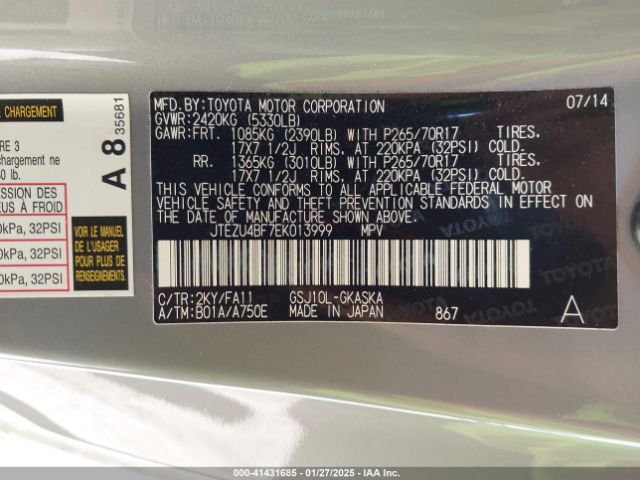 CHARGEMENT
RE 3
chargement ne
0 lb.
ESSION DES
EUS À FROID
0kPa, 32PSI
0kPa, 32PSI
0kPa, 32PSI
A 8 35681
VOIR LE MANUEL
DE L'USAGER
POUR PLUS DE
RENSEIGNEMENTS.
MFD.BY:TOYOTA MOTOR CORPORATION 07/14
GVWR:2420KG (5330LB)
GAWR:FRT. 1085KG (2390LB) WITH P265/70R17 TIRES.
17X7 1/2J RIMS. AT 220KPA (32PSI) COLD.
RR. 1365KG (3010LB) WITH P265/70R17 TIRES.
17X7 1/2J RIMS. AT 220KPA (32PSI) COLD.
THIS VEHICLE CONFORMS TO ALL APPLICABLE FEDERAL MOTOR
VEHICLE SAFETY AND THEFT PREVENTION STANDARDS IN EFFECT ON
THE DATE OF MANUFACTURE SHOWN ABOVE.
JTEZU4BF7EK013999 MPV
C/TR:2KY/FA11 GSJ10L-GKASKA
A/TM:B01A/A750E MADE IN JAPAN 867 A
000-41431685 - 01/27/2025 - IAA, Inc.